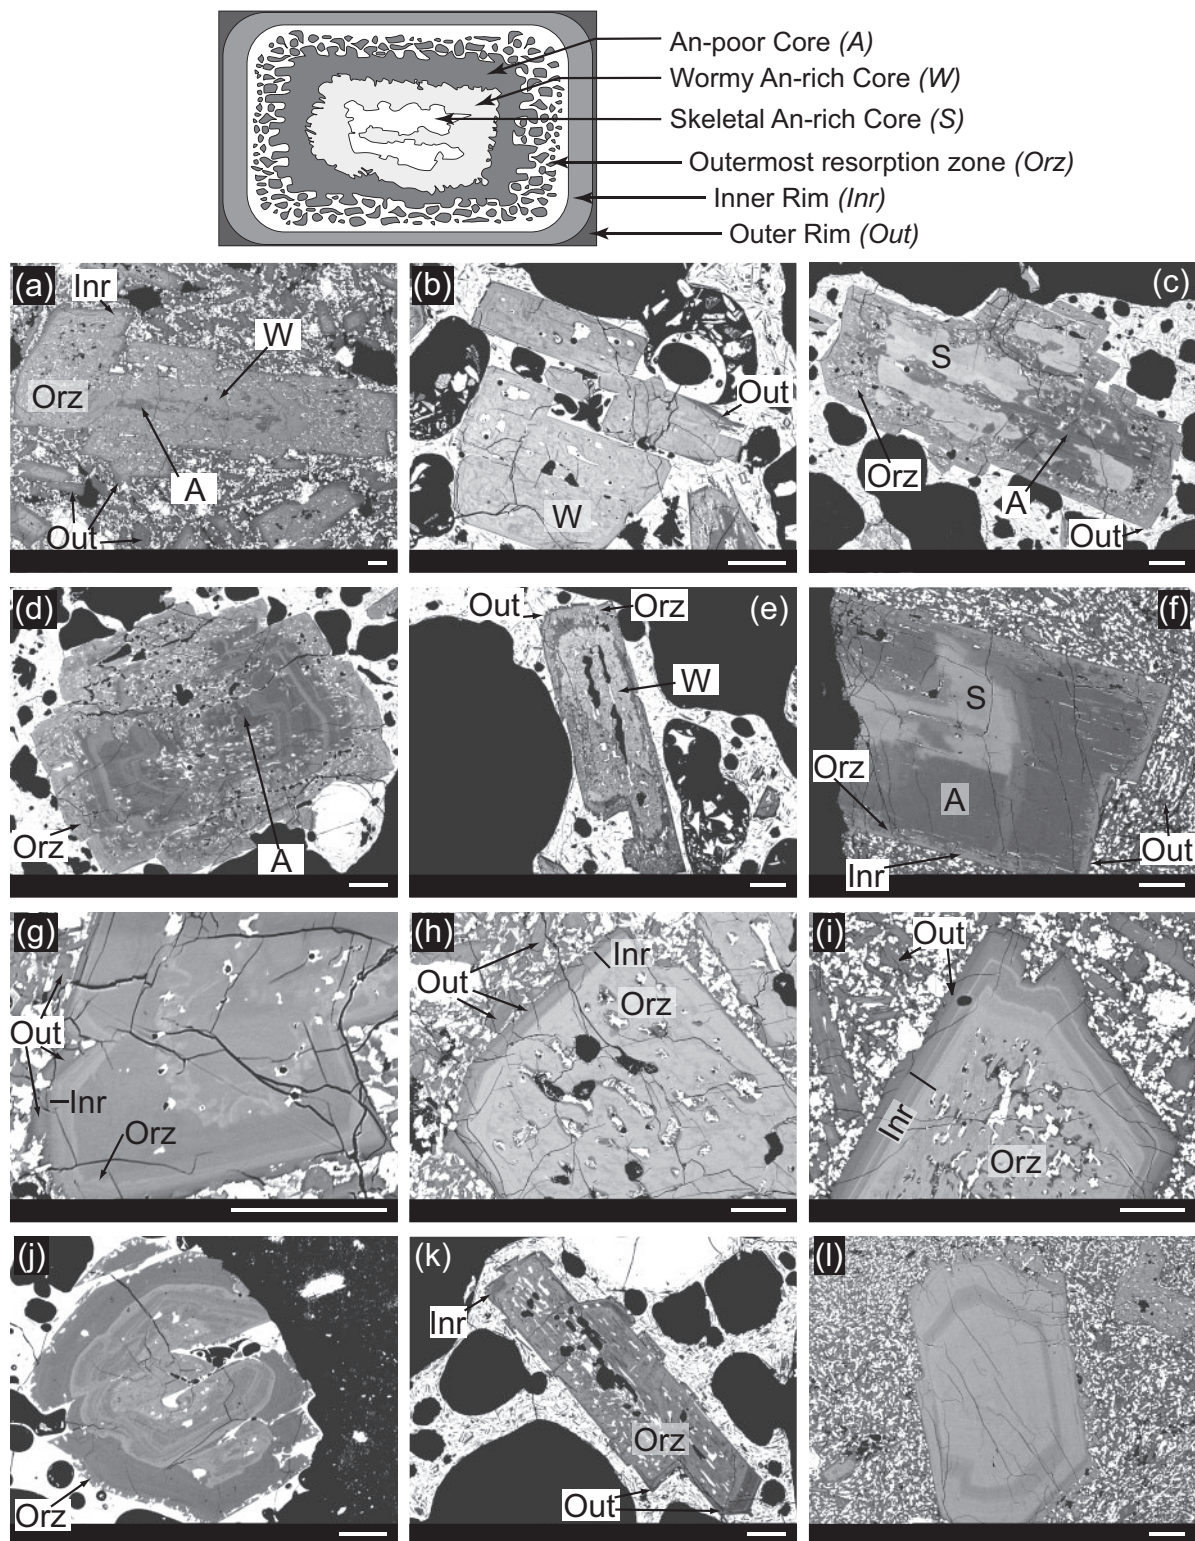 An-poor Core (A)
Wormy An-rich Core (W)
Skeletal An-rich Core (S)
Outermost resorption zone (Orz)
Inner Rim (Inr)
Outer Rim (Out)
(a)
Inr
W
Orz
A
Out
(b)
Out
W
(c)
S
Orz
A
Out
(d)
Orz
A
(e)
Out
Orz
W
(f)
S
Orz
A
Out
Inr
(g)
Out
Inr
Orz
(h)
Inr
Out
Orz
(i)
Out
Inr
Orz
(j)
Orz
(k)
Inr
Orz
Out
(l)